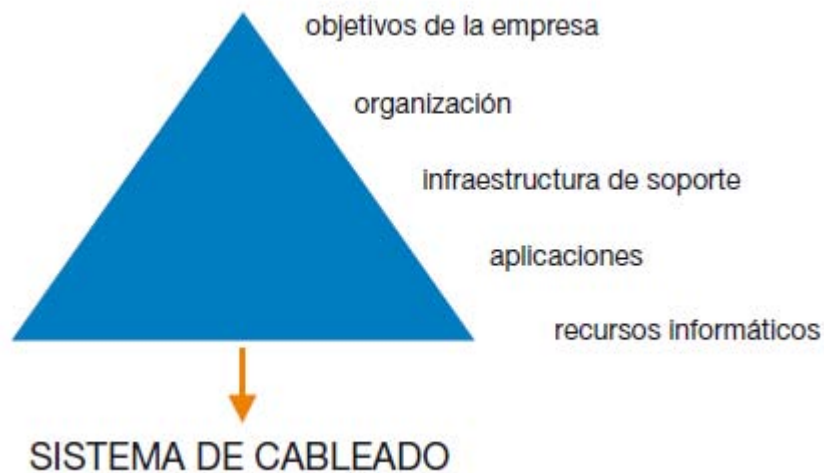 objetivos de la empresa
organización
infraestructura de soporte
aplicaciones
recursos informáticos
SISTEMA DE CABLEADO